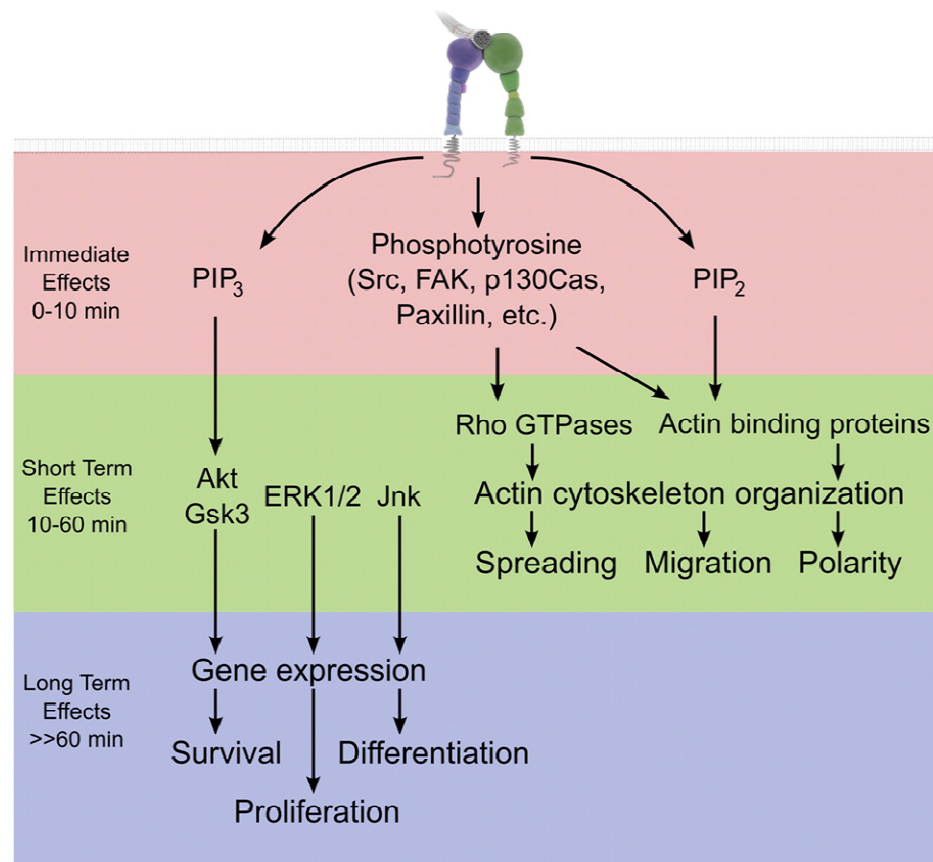 Immediate
Effects
0-10 min
PIP3
Phosphotyrosine
(Src, FAK, p130Cas,
Paxillin, etc.)
PIP2
Short Term
Effects
10-60 min
Akt
Gsk3
ERK1/2
Jnk
Rho GTPases
Actin binding proteins
Actin cytoskeleton organization
Spreading
Migration
Polarity
Long Term
Effects
>>60 min
Gene expression
Survival
Differentiation
Proliferation